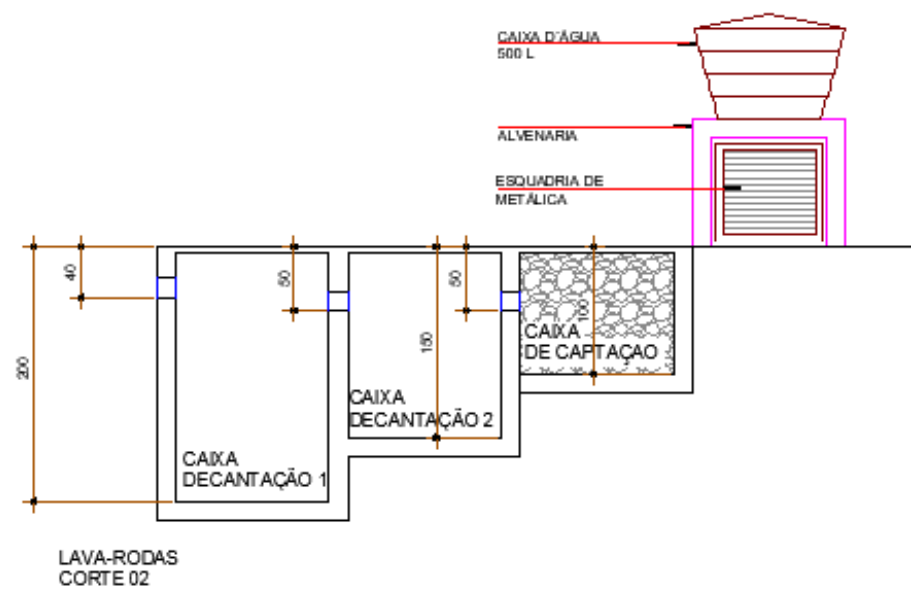 CAIXA D'ÁGUA
500 L
ALVENARIA
ESQUADRIA DE
METÁLICA
40
50
50
200
150
100
CAIXA
DE CAPTAÇAO
CAIXA
DECANTAÇÃO 2
CAIXA
DECANTAÇÃO 1
LAVA-RODAS
CORTE 02